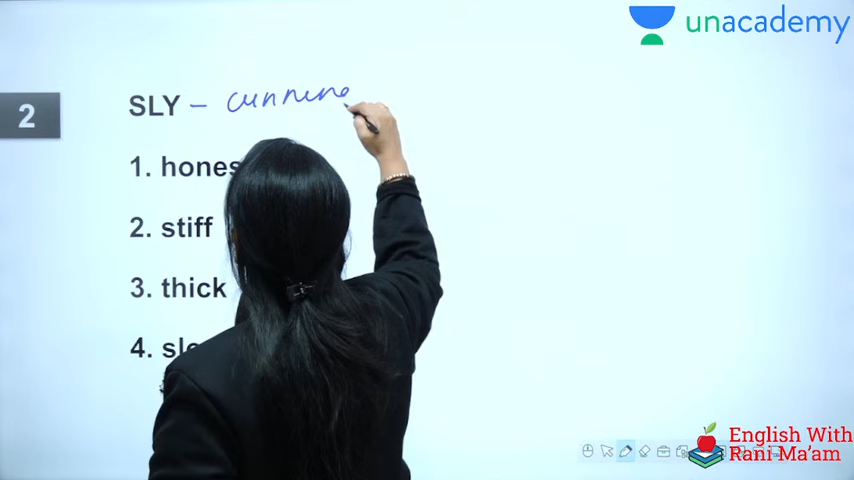 unacademy
2
SLY - cunning
1. hones
2. stiff
3. thick
4. sl
English With
Rani Ma'am